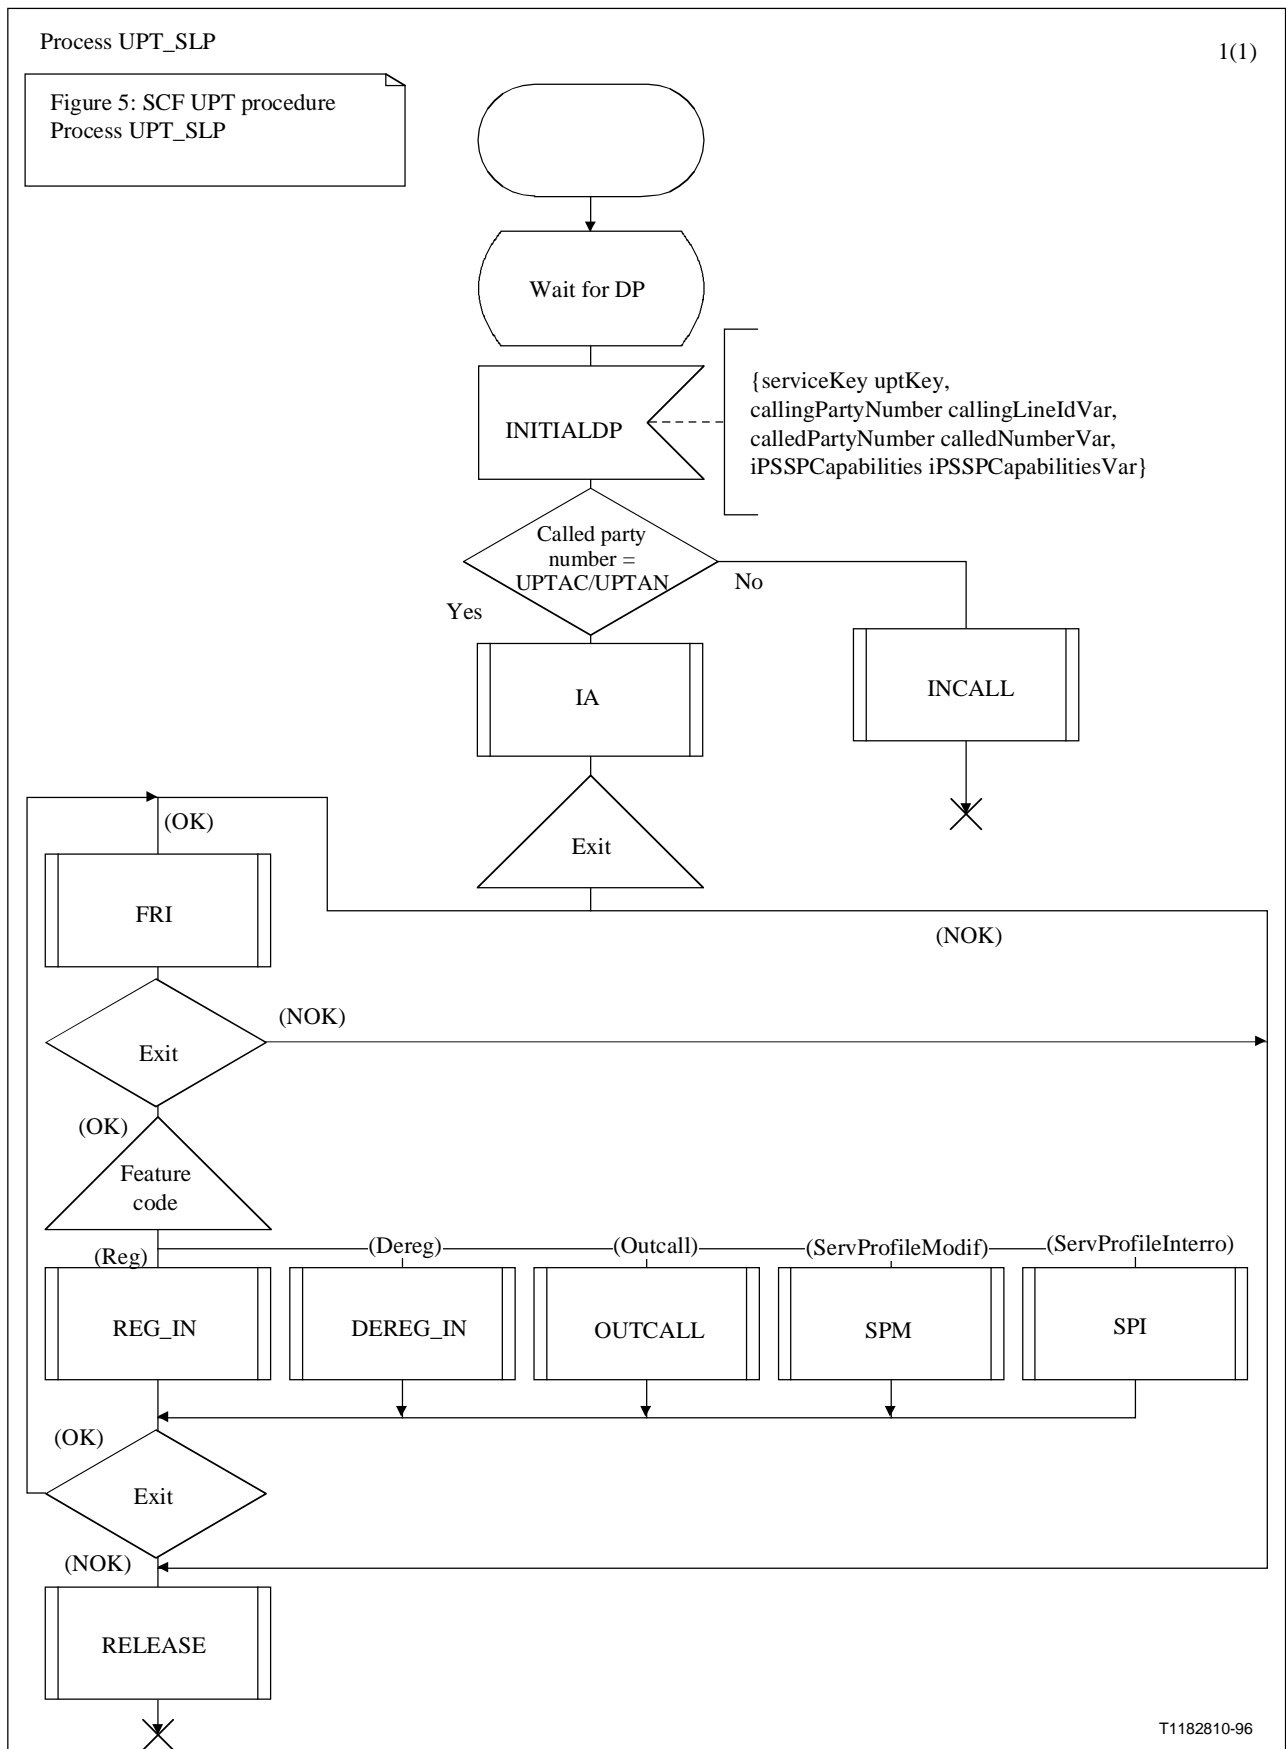 Process UPT_SLP
1(1)
Figure 5: SCF UPT procedure
Process UPT_SLP
Wait for DP
INITIALDP
{serviceKey uptKey,
callingPartyNumber callingLineIdVar,
calledPartyNumber calledNumberVar,
iPSSPCapabilities iPSSPCapabilitiesVar}
Called party
number =
UPTAC/UPTAN
No
Yes
IA
INCALL
(OK)
Exit
FRI
(NOK)
(NOK)
Exit
(OK)
Feature
code
(Reg)
(Dereg)
(Outcall)
(ServProfileModif)
(ServProfileInterro)
REG_IN
DEREG_IN
OUTCALL
SPM
SPI
(OK)
Exit
(NOK)
RELEASE
T1182810-96